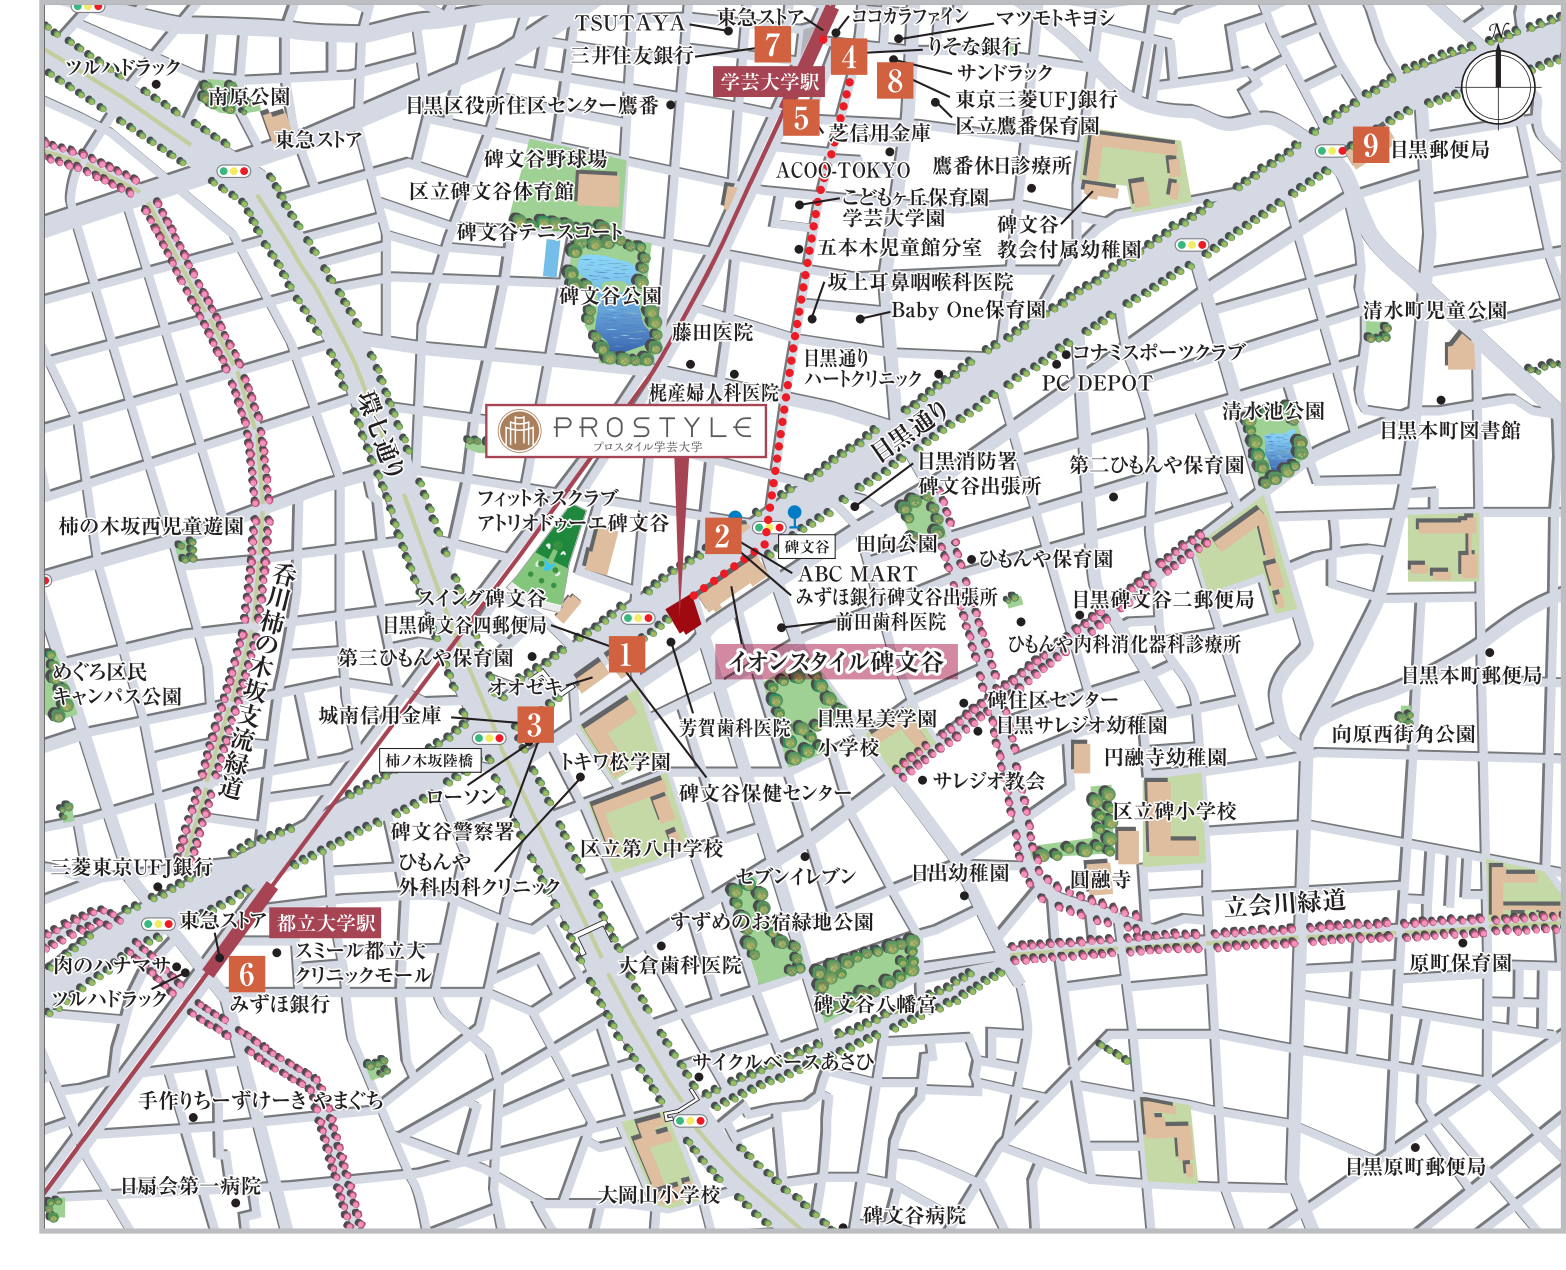 TSUTAYA
東急ストア
ココカラファイン
マツモトキヨシ
三井住友銀行
7
4
りそな銀行
N
ツルハドラック
学芸大学駅
8
サンドラック
南原公園
目黒区役所住区センター鷹番
東京三菱UFJ銀行
5
区立鷹番保育園
東急ストア
芝信用金庫
9
目黒郵便局
碑文谷野球場
ACOO-TOKYO
鷹番休日診療所
区立碑文谷体育館
こどもヶ丘保育園
学芸大学園
碑文谷
教会付属幼稚園
碑文谷テニスコート
五本木児童館分室
坂上耳鼻咽喉科医院
碑文谷公園
Baby One保育園
清水町児童公園
藤田医院
目黒通り
ハートクリニック
コナミスポーツクラブ
PC DEPOT
梶産婦人科医院
環七通り
PROSTYLE
プロスタイル学芸大学
目黒通り
清水池公園
目黒本町図書館
目黒消防署
碑文谷出張所
第二ひもんや保育園
フィットネスクラブ
アトリオドゥーエ碑文谷
柿の木坂西児童遊園
2
碑文谷
田向公園
ひもんや保育園
呑川柿の木坂支流緑道
ABC MART
みずほ銀行碑文谷出張所
スイング碑文谷
目黒碑文谷二郵便局
目黒碑文谷四郵便局
前田歯科医院
ひもんや内科消化器科診療所
第三ひもんや保育園
1
イオンスタイル碑文谷
めぐろ区民
キャンパス公園
目黒本町郵便局
オオゼキ
城南信用金庫
3
芳賀歯科医院
目黒星美学園
小学校
碑住区センター
目黒サレジオ幼稚園
向原西街角公園
柿ノ木坂陸橋
トキワ松学園
円融寺幼稚園
サレジオ教会
ローソン
碑文谷保健センター
区立碑小学校
碑文谷警察署
区立第八中学校
ひもんや
外科内科クリニック
三菱東京UFJ銀行
セブンイレブン
日出幼稚園
圓融寺
立会川緑道
東急ストア
都立大学駅
すずめのお宿緑地公園
スミール都立大
クリニックモール
肉のハナマサ
6
大倉歯科医院
原町保育園
ツルハドラック
みずほ銀行
碑文谷八幡宮
サイクルベースあさひ
手作りちーずけーき やまぐち
目黒原町郵便局
日扇会第一病院
大岡山小学校
碑文谷病院